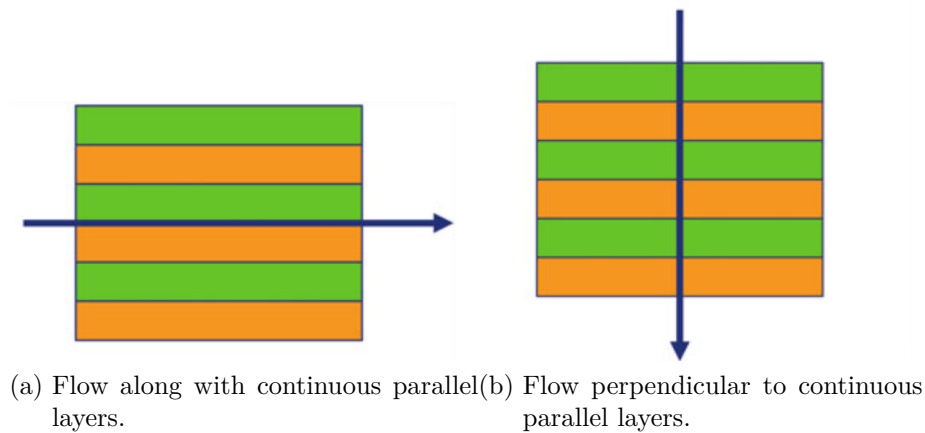 (a) Flow along with continuous parallel
layers.
(b) Flow perpendicular to continuous
parallel layers.